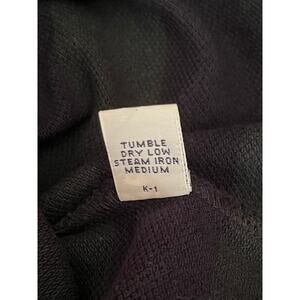 TUMBLE
DRY LOW
STEAM IRON
MEDIUM
K-1